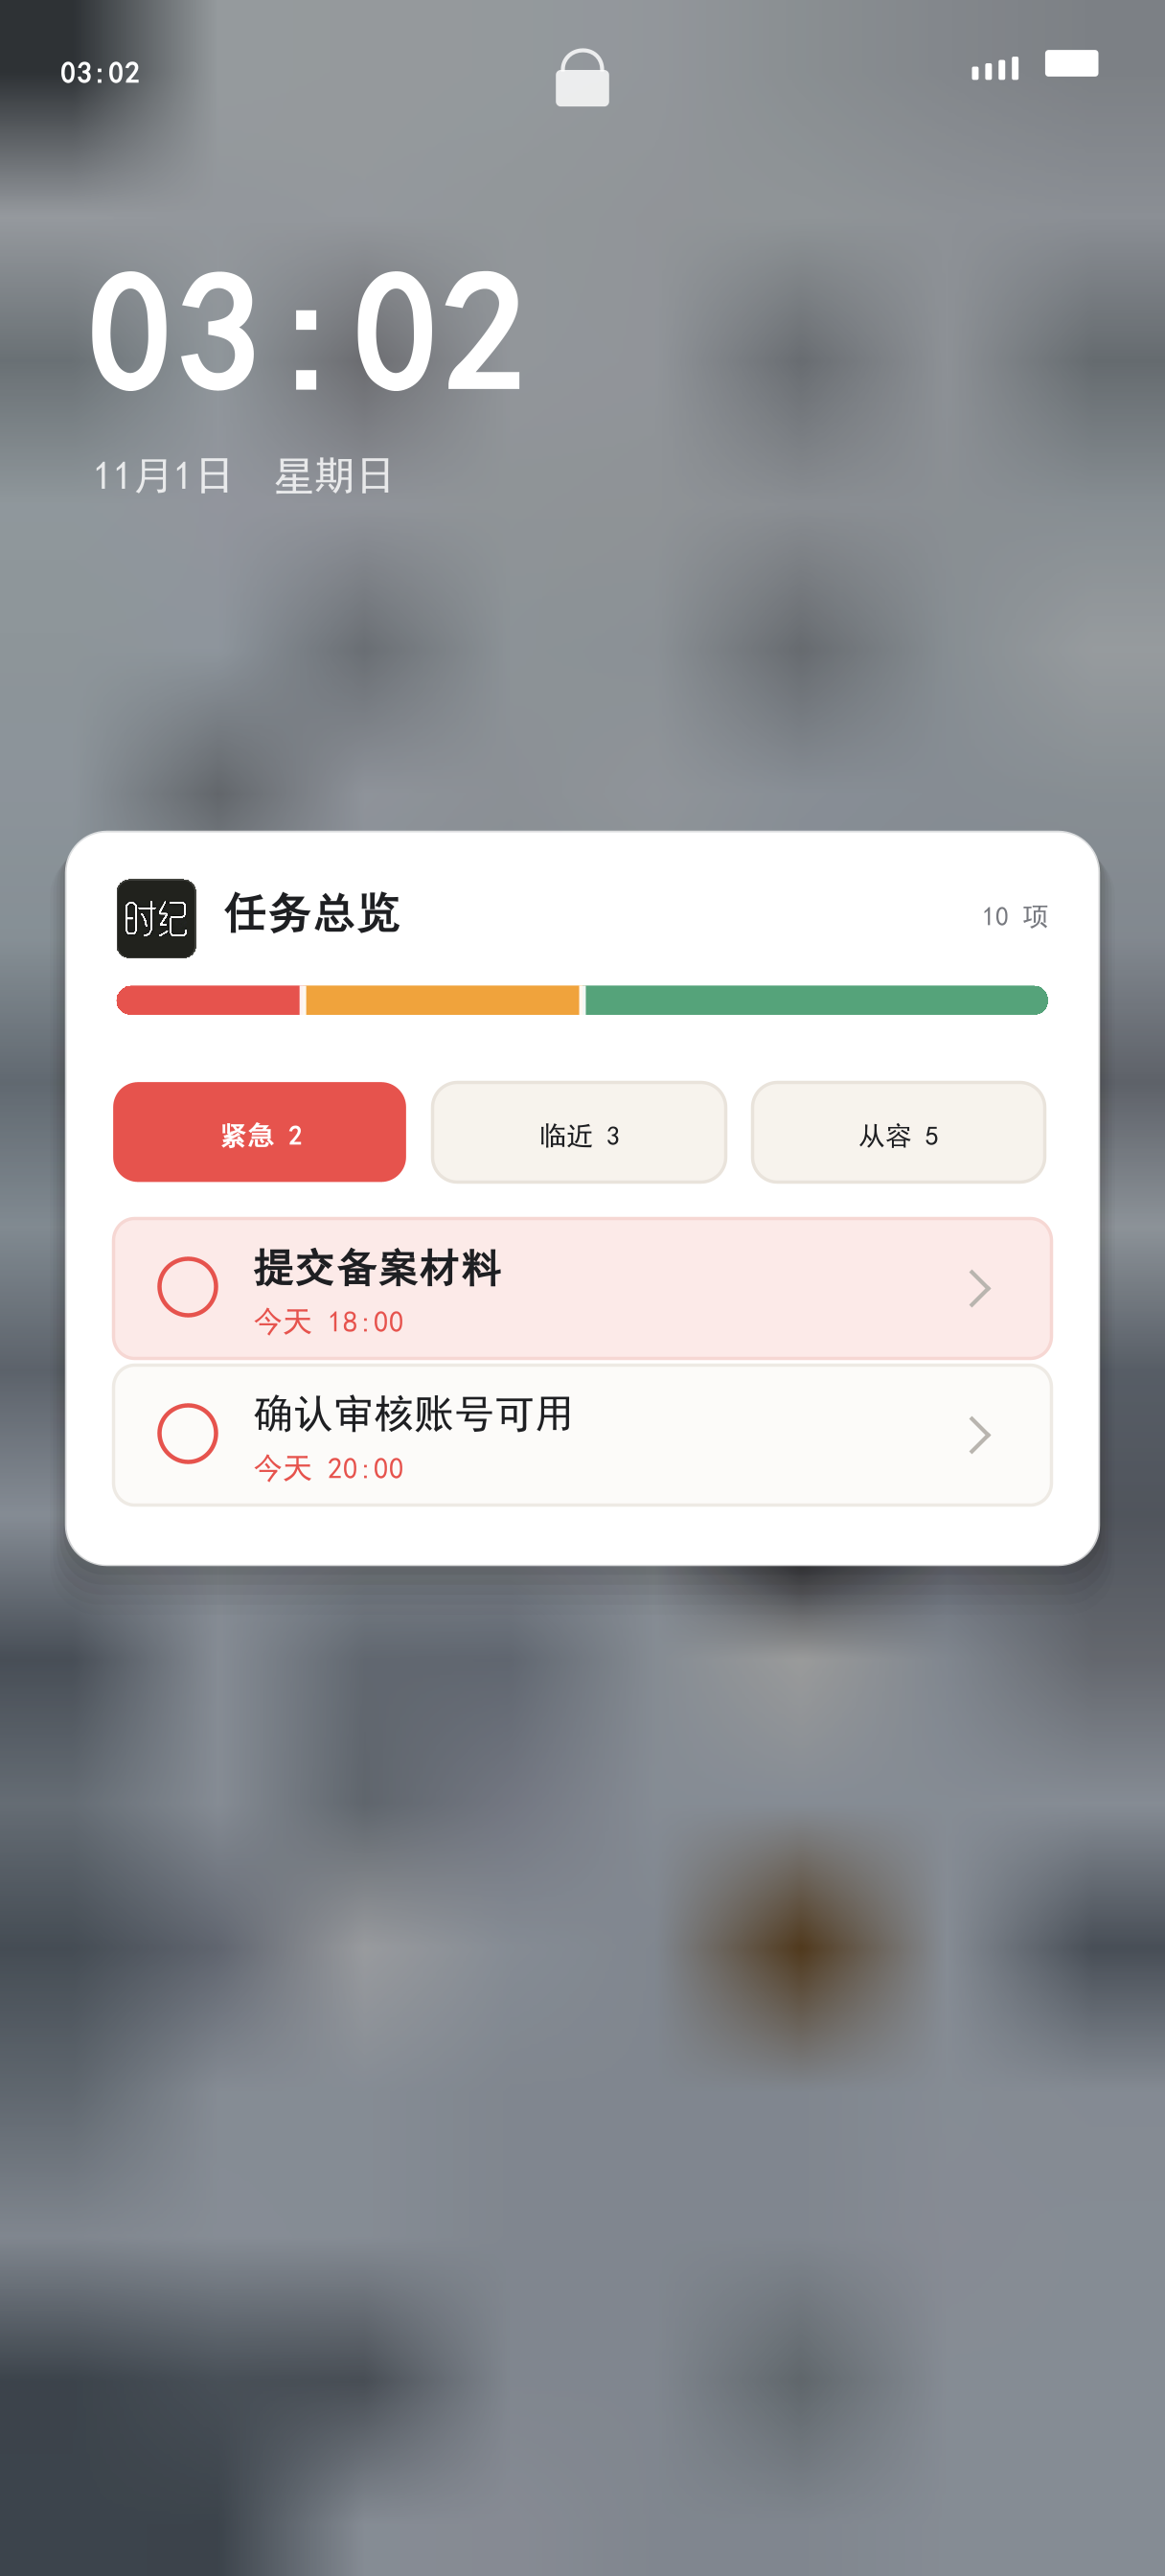 03:02
03:02
11月1日 星期日
时纪 任务总览 10 项
紧急 2 临近 3 从容 5
提交备案材料
今天 18:00
确认审核账号可用
今天 20:00